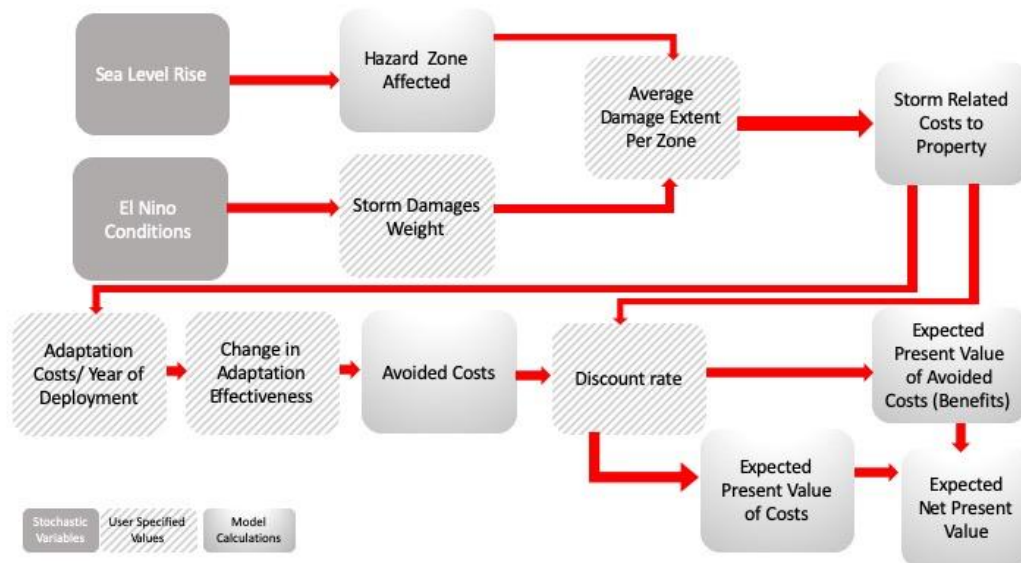 Sea Level Rise
Hazard Zone
Affected
Average
Damage Extent
Per Zone
Storm Related
Costs to
Property
El Nino
Conditions
Storm Damages
Weight
Adaptation
Costs/ Year of
Deployment
Change in
Adaptation
Effectiveness
Avoided Costs
Discount rate
Expected
Present Value
of Avoided
Costs (Benefits)
Expected
Present Value
of Costs
Expected
Net Present
Value
Stochastic
Variables
User Specified
Values
Model
Calculations